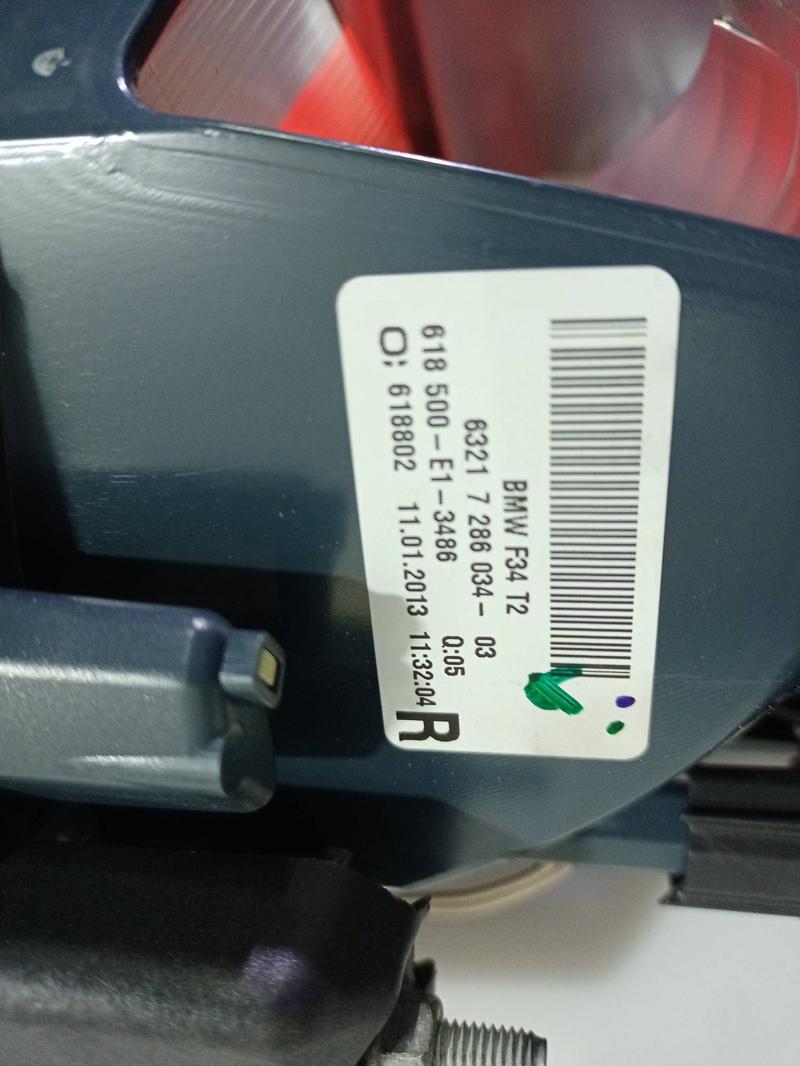 BMW F34 T2
6321 7 286 034- 03
618 500-E1-3486 Q:05
O; 618802 11.01.2013 11:32:04 R